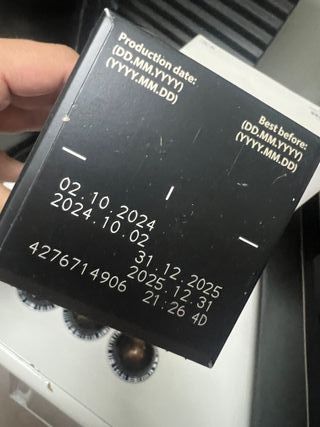 Production date:
(DD.MM.YYYY)
(YYYY.MM.DD)
Best before:
(DD.MM.YYYY)
(YYYY.MM.DD)
02.10.2024
2024.10.02
31.12.2025
2025.12.31
4276714906 21:26 4D